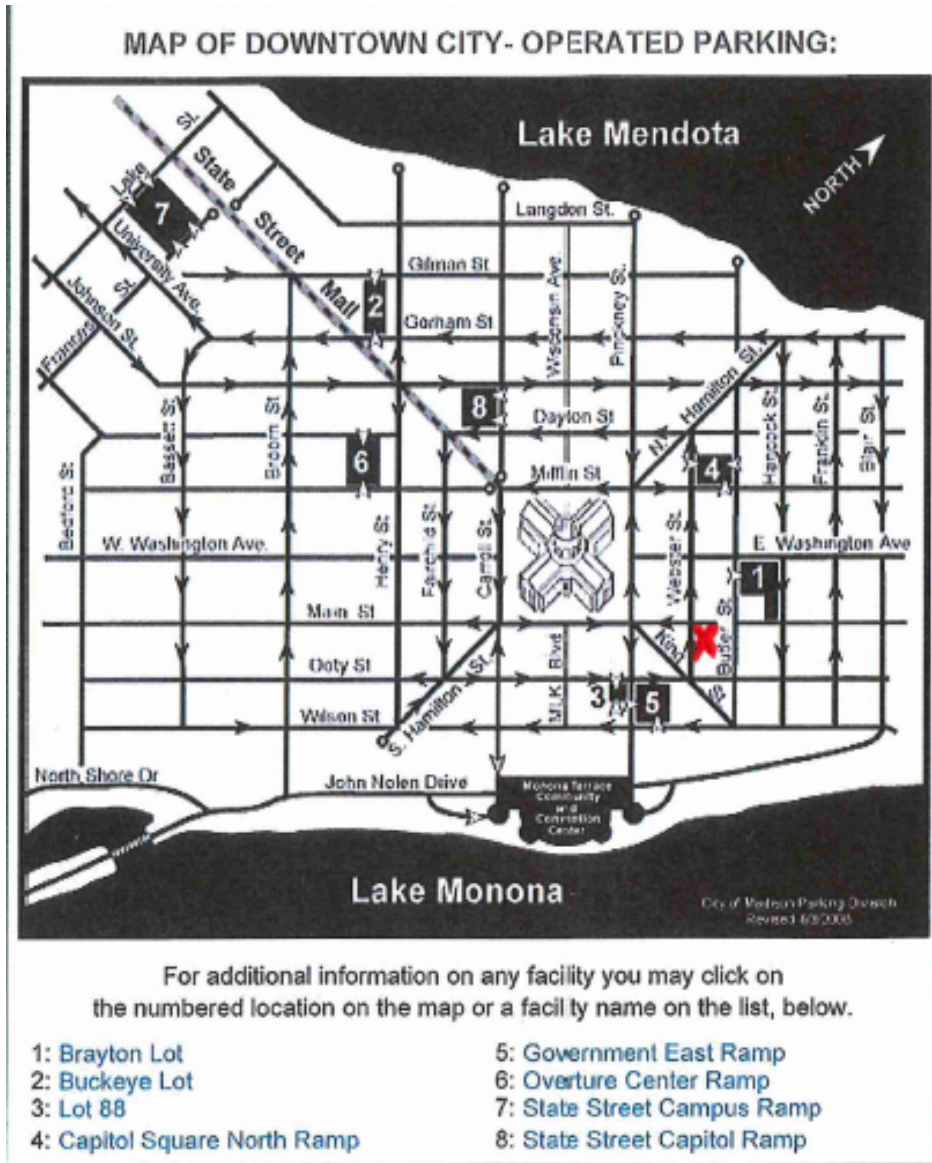 MAP OF DOWNTOWN CITY- OPERATED PARKING:
Lake Mendota
NORTH
St.
Lake
State
Street
Mall
7
Langdon St.
University Ave.
Gilman St
2
Wisconsin Ave.
Pinckney St.
Johnson St.
St.
Francis
Gorham St
N. Hamilton St.
8
Dayton St
Hancock St.
Franklin St.
Blair St.
Bassett St
Broom St
6
4
Mifflin St
Bedford St
W. Washington Ave.
E Washington Ave
Henry St
Fairchild St
Carroll St
Webster St
1
Main St
King St.
Butler St
Doty St
MLK Blvd
3
5
Wilson St
S. Hamilton St.
North Shore Dr
John Nolen Drive
Monona Terrace
Community
and
Convention
Center
Lake Monona
City of Madison Parking Division
Revised
For additional information on any facility you may click on
the numbered location on the map or a facility name on the list, below.
1: Brayton Lot
2: Buckeye Lot
3: Lot 88
4: Capitol Square North Ramp
5: Government East Ramp
6: Overture Center Ramp
7: State Street Campus Ramp
8: State Street Capitol Ramp